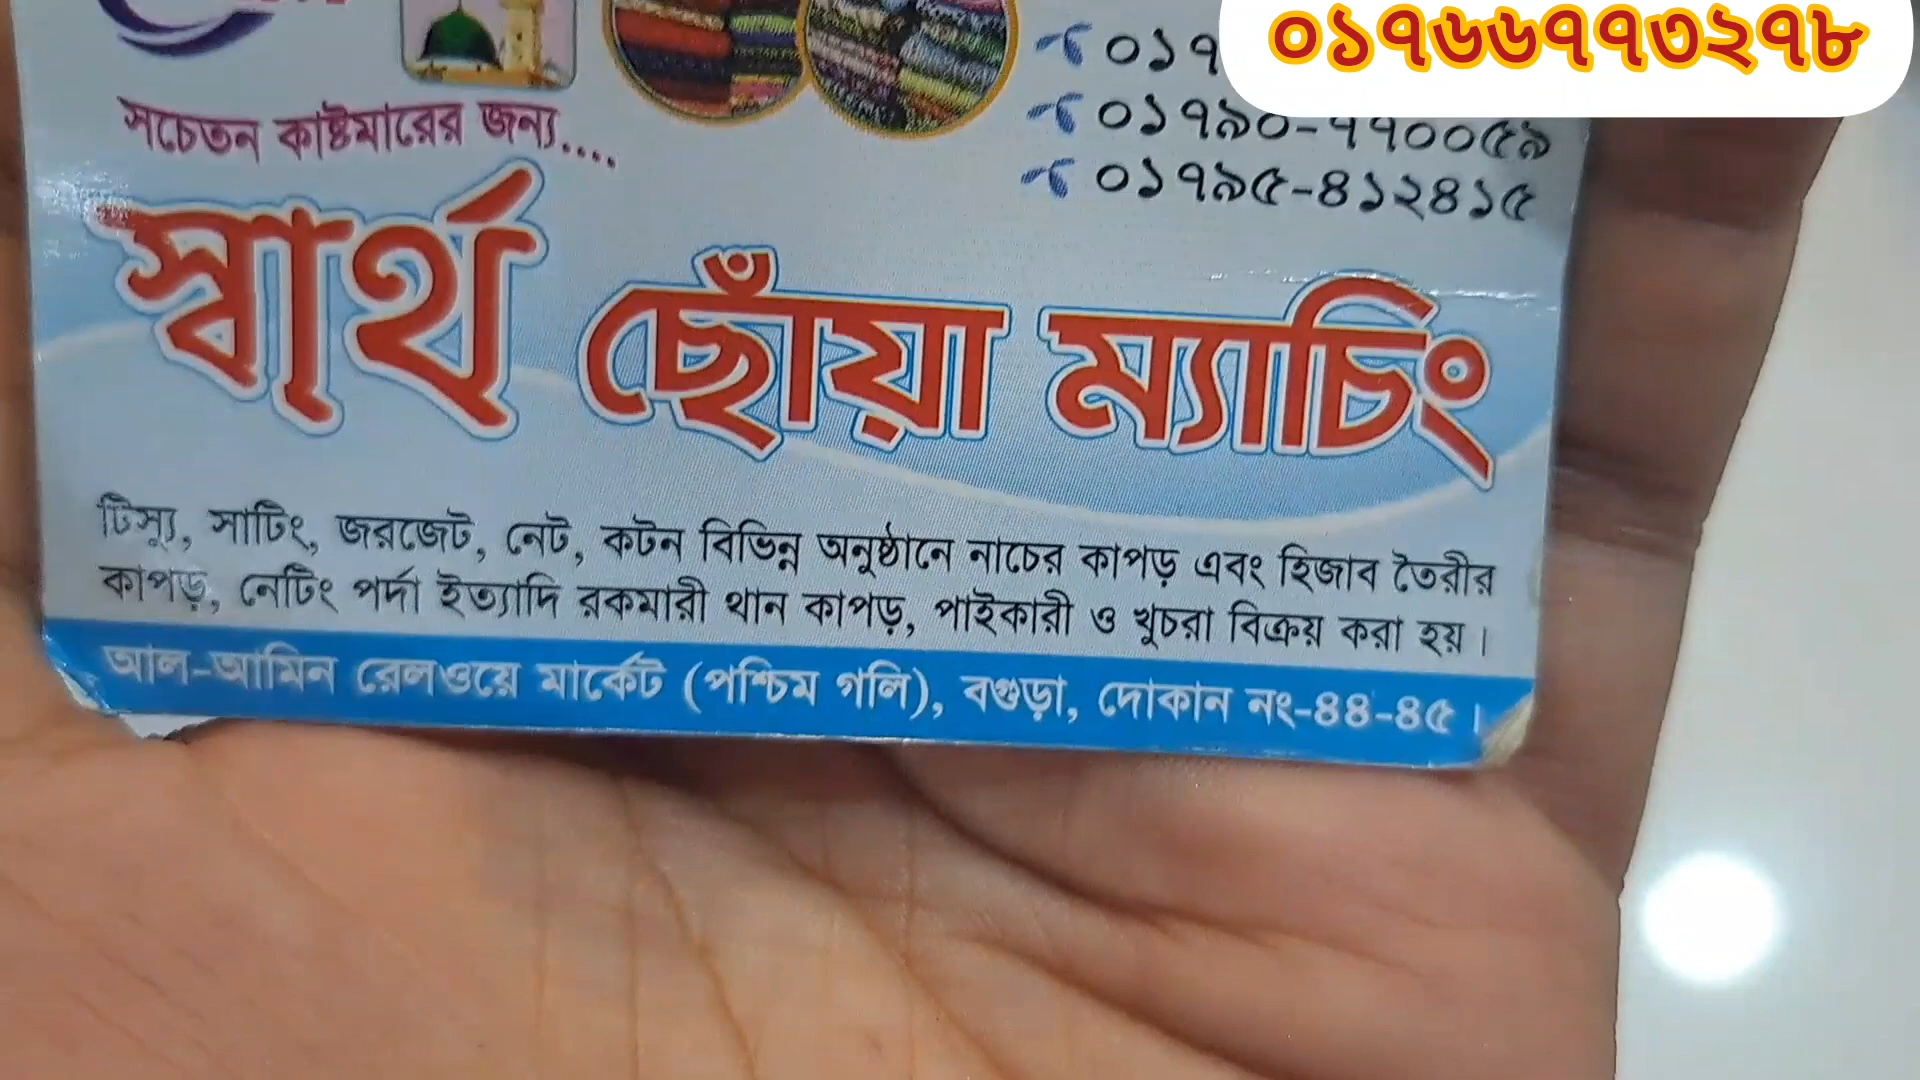 ০১৭৬৬৭৭৩২৭৮
০১৭
০১৭৯০-৭৭০০৫৯
০১৭৯৫-৪১২৪১৫
সচেতন কাষ্টমারের জন্য....
স্বার্থ ছোঁয়া ম্যাচিং
টিস্যু, সাটিং, জরজেট, নেট, কটন বিভিন্ন অনুষ্ঠানে নাচের কাপড় এবং হিজাব তৈরীর
কাপড়, নেটিং পর্দা ইত্যাদি রকমারী থান কাপড়, পাইকারী ও খুচরা বিক্রয় করা হয়।
আল-আমিন রেলওয়ে মার্কেট (পশ্চিম গলি), বগুড়া, দোকান নং-৪৪-৪৫।